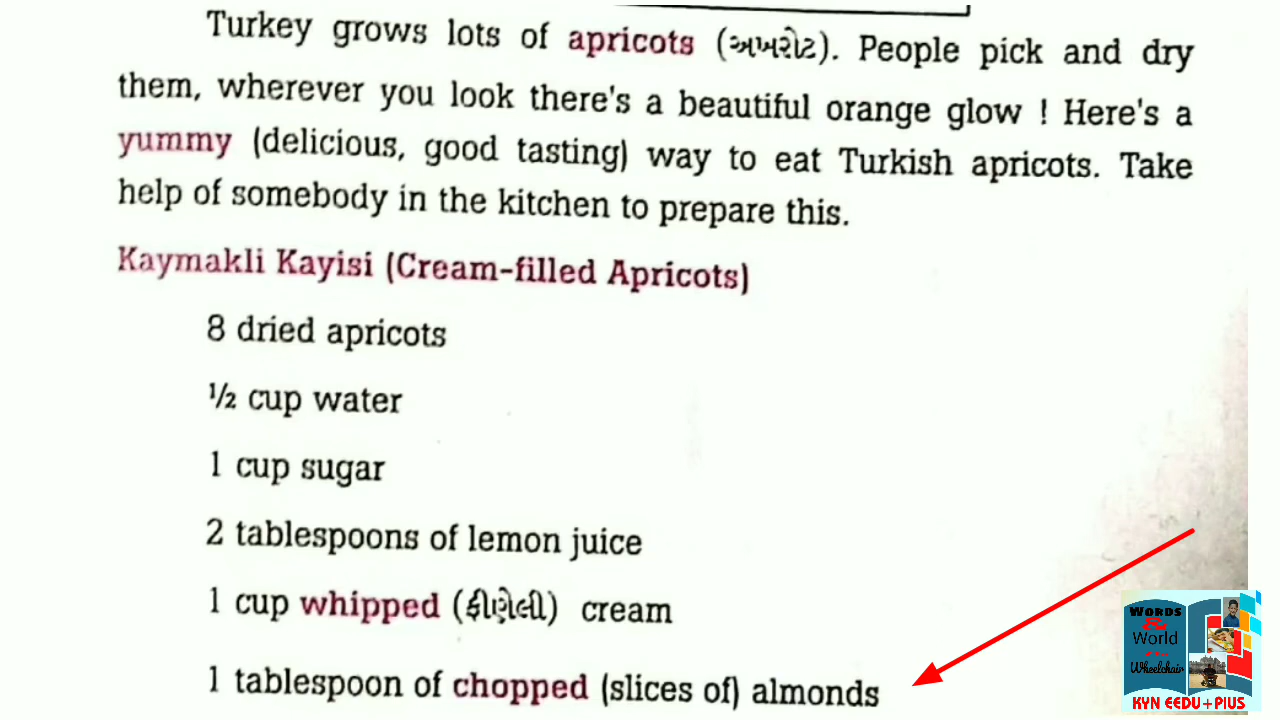 Turkey grows lots of apricots (અખરોટ). People pick and dry
them, wherever you look there's a beautiful orange glow ! Here's a
yummy (delicious, good tasting) way to eat Turkish apricots. Take
help of somebody in the kitchen to prepare this.
Kaymakli Kayisi (Cream-filled Apricots)
8 dried apricots
½ cup water
1 cup sugar
2 tablespoons of lemon juice
1 cup whipped (ફીણેલી) cream
1 tablespoon of chopped (slices of) almonds
WORDS
R
World
Wheelchair
KYN EEDU+PIUS